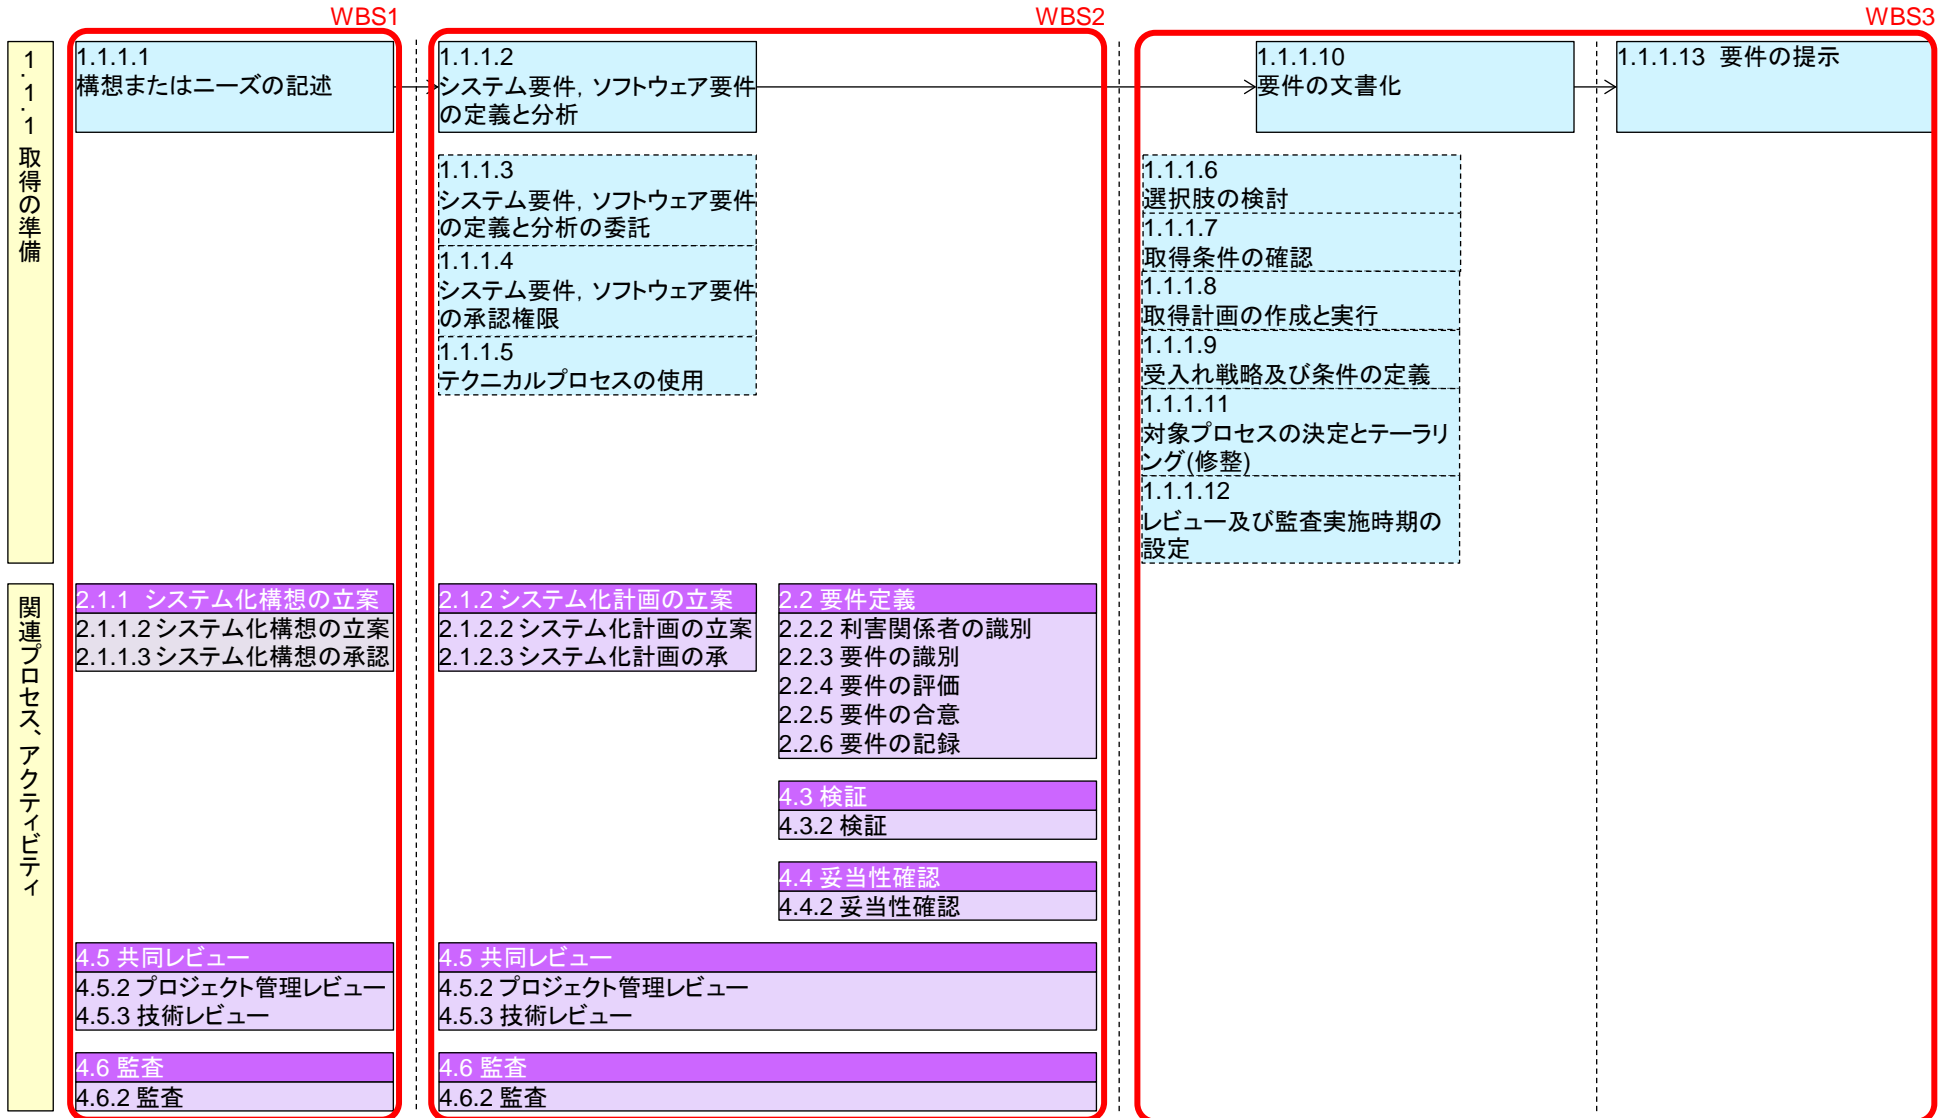 WBS1
WBS2
WBS3
1.1.1 取得の準備
1.1.1.1
構想またはニーズの記述
1.1.1.2
システム要件，ソフトウェア要件
の定義と分析
1.1.1.10
要件の文書化
1.1.1.13 要件の提示
1.1.1.3
システム要件，ソフトウェア要件
の定義と分析の委託
1.1.1.4
システム要件，ソフトウェア要件
の承認権限
1.1.1.5
テクニカルプロセスの使用
1.1.1.6
選択肢の検討
1.1.1.7
取得条件の確認
1.1.1.8
取得計画の作成と実行
1.1.1.9
受入れ戦略及び条件の定義
1.1.1.11
対象プロセスの決定とテーラリ
ング(修整)
1.1.1.12
レビュー及び監査実施時期の
設定
関連プロセス、アクティビティ
2.1.1 システム化構想の立案
2.1.1.2 システム化構想の立案
2.1.1.3 システム化構想の承認
2.1.2 システム化計画の立案
2.1.2.2 システム化計画の立案
2.1.2.3 システム化計画の承
2.2 要件定義
2.2.2 利害関係者の識別
2.2.3 要件の識別
2.2.4 要件の評価
2.2.5 要件の合意
2.2.6 要件の記録
4.3 検証
4.3.2 検証
4.4 妥当性確認
4.4.2 妥当性確認
4.5 共同レビュー
4.5.2 プロジェクト管理レビュー
4.5.3 技術レビュー
4.5 共同レビュー
4.5.2 プロジェクト管理レビュー
4.5.3 技術レビュー
4.6 監査
4.6.2 監査
4.6 監査
4.6.2 監査